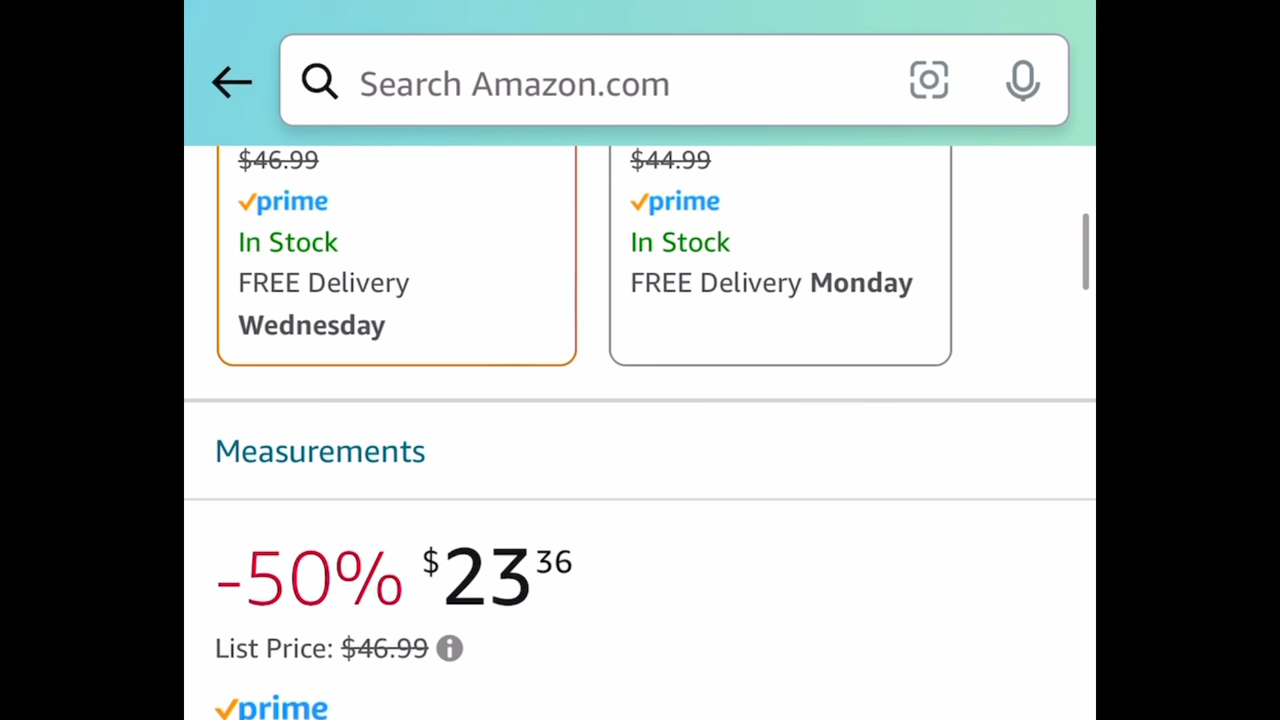 Search Amazon.com
$46.99
prime
In Stock
FREE Delivery
Wednesday
$44.99
prime
In Stock
FREE Delivery Monday
Measurements
-50% $23 36
List Price: $46.99
prime